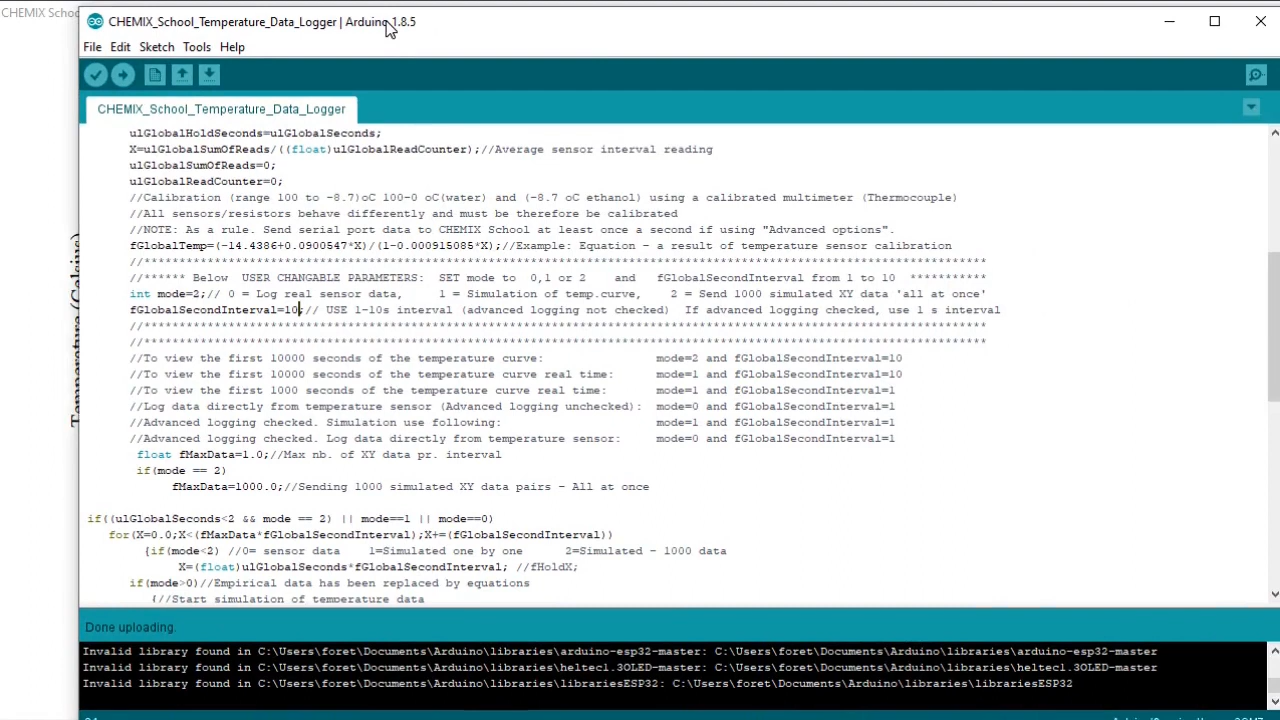 CHEMIX School
CHEMIX_School_Temperature_Data_Logger | Arduino 1.8.5
File Edit Sketch Tools Help
CHEMIX_School_Temperature_Data_Logger
ulGlobalHoldSeconds=ulGlobalSeconds;
X=ulGlobalSumOfReads/((float)ulGlobalReadCounter);//Average sensor interval reading
ulGlobalSumOfReads=0;
ulGlobalReadCounter=0;
//Calibration (range 100 to -8.7)oC 100-0 oC(water) and (-8.7 oC ethanol) using a calibrated multimeter (Thermocouple)
//All sensors/resistors behave differently and must be therefore be calibrated
//NOTE: As a rule. Send serial port data to CHEMIX School at least once a second if using "Advanced options".
fGlobalTemp=(-14.4386+0.0900547*X)/(1-0.000915085*X);//Example: Equation - a result of temperature sensor calibration
//****************************************************************************************************************
//****** Below USER CHANGABLE PARAMETERS: SET mode to 0,1 or 2 and fGlobalSecondInterval from 1 to 10 ***********
int mode=2;// 0 = Log real sensor data, 1 = Simulation of temp.curve, 2 = Send 1000 simulated XY data 'all at once'
fGlobalSecondInterval=10;// USE 1-10s interval (advanced logging not checked) If advanced logging checked, use 1 s interval
//****************************************************************************************************************
//****************************************************************************************************************
//To view the first 10000 seconds of the temperature curve: mode=2 and fGlobalSecondInterval=10
//To view the first 10000 seconds of the temperature curve real time: mode=1 and fGlobalSecondInterval=10
//To view the first 1000 seconds of the temperature curve real time: mode=1 and fGlobalSecondInterval=1
//Log data directly from temperature sensor (Advanced logging unchecked): mode=0 and fGlobalSecondInterval=1
//Advanced logging checked. Simulation use following: mode=1 and fGlobalSecondInterval=1
//Advanced logging checked. Log data directly from temperature sensor: mode=0 and fGlobalSecondInterval=1
float fMaxData=1.0;//Max nb. of XY data pr. interval
if(mode == 2)
fMaxData=1000.0;//Sending 1000 simulated XY data pairs - All at once
if((ulGlobalSeconds<2 && mode == 2) || mode==1 || mode==0)
for(X=0.0;X<(fMaxData*fGlobalSecondInterval);X+=(fGlobalSecondInterval))
{if(mode<2) //0= sensor data 1=Simulated one by one 2=Simulated - 1000 data
X=(float)ulGlobalSeconds*fGlobalSecondInterval; //fHoldX;
if(mode>0)//Empirical data has been replaced by equations
{//Start simulation of temperature data
Temperature (Celsius)
Done uploading.
Invalid library found in C:\Users\foret\Documents\Arduino\libraries\arduino-esp32-master: C:\Users\foret\Documents\Arduino\libraries\arduino-esp32-master
Invalid library found in C:\Users\foret\Documents\Arduino\libraries\heltec1.3OLED-master: C:\Users\foret\Documents\Arduino\libraries\heltec1.3OLED-master
Invalid library found in C:\Users\foret\Documents\Arduino\libraries\librariesESP32: C:\Users\foret\Documents\Arduino\libraries\librariesESP32